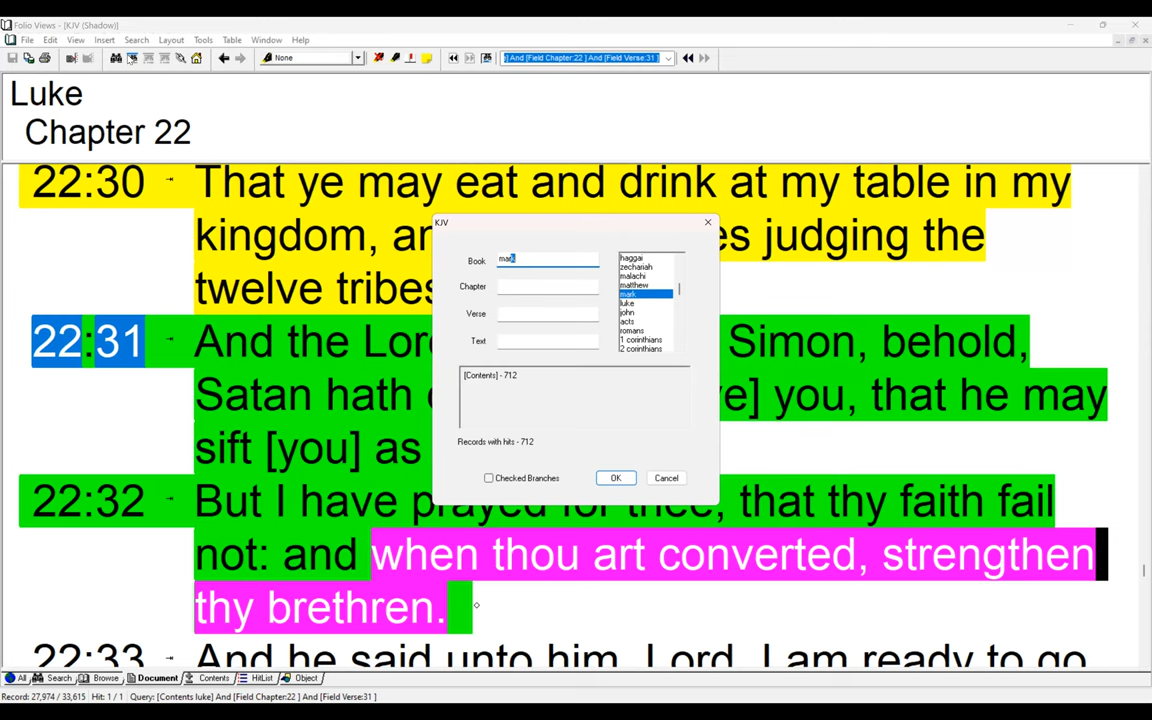 Folio Views - [KJV (Shadow)]
File Edit View Insert Search Layout Tools Table Window Help
None
] And [Field Chapter:22 ] And [Field Verse:31 ]
Luke
Chapter 22
22:30 That ye may eat and drink at my table in my
kingdom, judging the
twelve tribes
22:31 And the Simon, behold,
Satan hath you, that he may
sift [you] as
22:32 But I have prayed for thee, that thy faith fail
not: and when thou art converted, strengthen
thy brethren.
22:33 And he said unto him, Lord, I am ready to go
KJV
Book mark
Chapter
Verse
Text
haggai
zechariah
malachi
matthew
mark
luke
john
acts
romans
1 corinthians
2 corinthians
[Contents] - 712
Records with hits - 712
Checked Branches OK Cancel
All Search Browse Document Contents HitList Object
Record: 27,974 / 33,615 Hit: 1 / 1 Query: [Contents luke] And [Field Chapter:22 ] And [Field Verse:31 ]